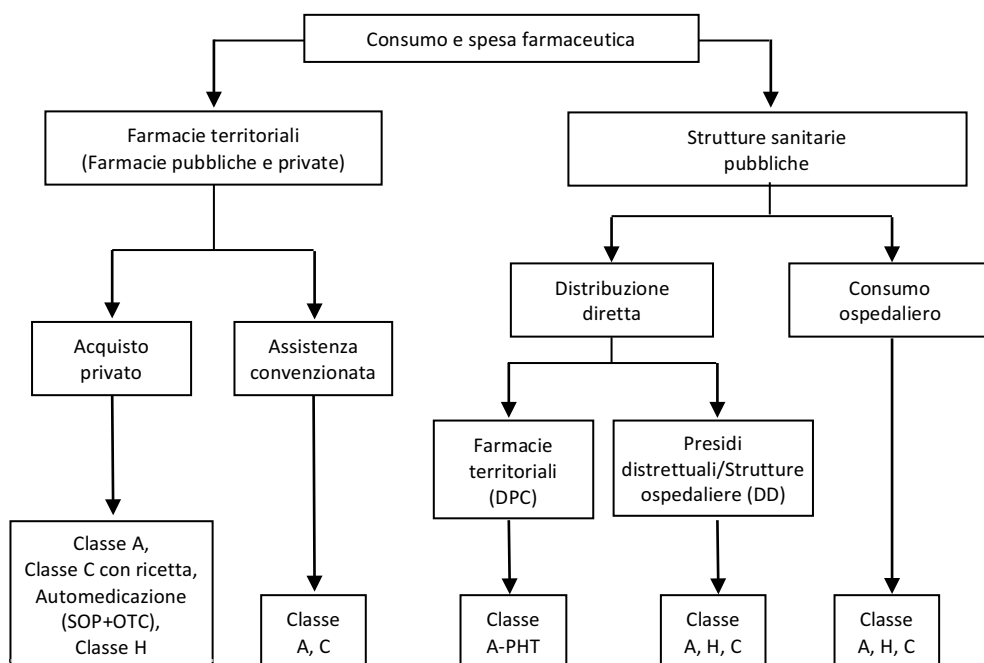 Consumo e spesa farmaceutica
Farmacie territoriali
(Farmacie pubbliche e private)
Strutture sanitarie
pubbliche
Distribuzione
diretta
Consumo
ospedaliero
Acquisto
privato
Assistenza
convenzionata
Farmacie
territoriali
(DPC)
Presidi
distrettuali/Strutture
ospedaliere (DD)
Classe A,
Classe C con ricetta,
Automedicazione
(SOP+OTC),
Classe H
Classe
A, C
Classe
A-PHT
Classe
A, H, C
Classe
A, H, C